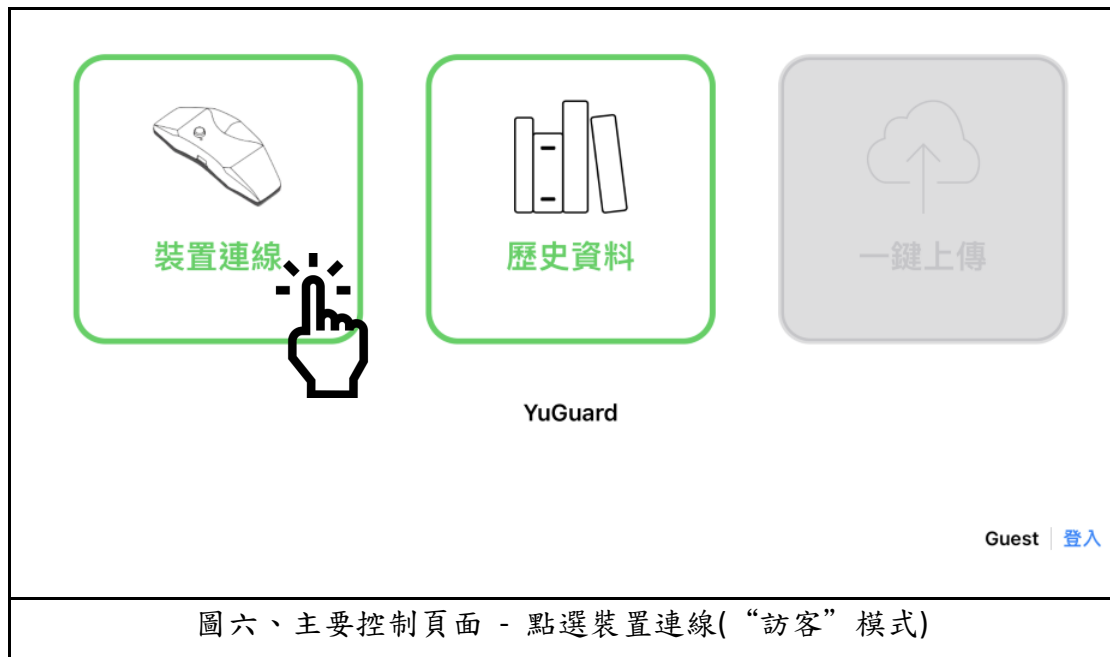 裝置連線
歷史資料
一鍵上傳
YuGuard
Guest
登入
圖六、主要控制頁面 - 點選裝置連線(“訪客”模式)